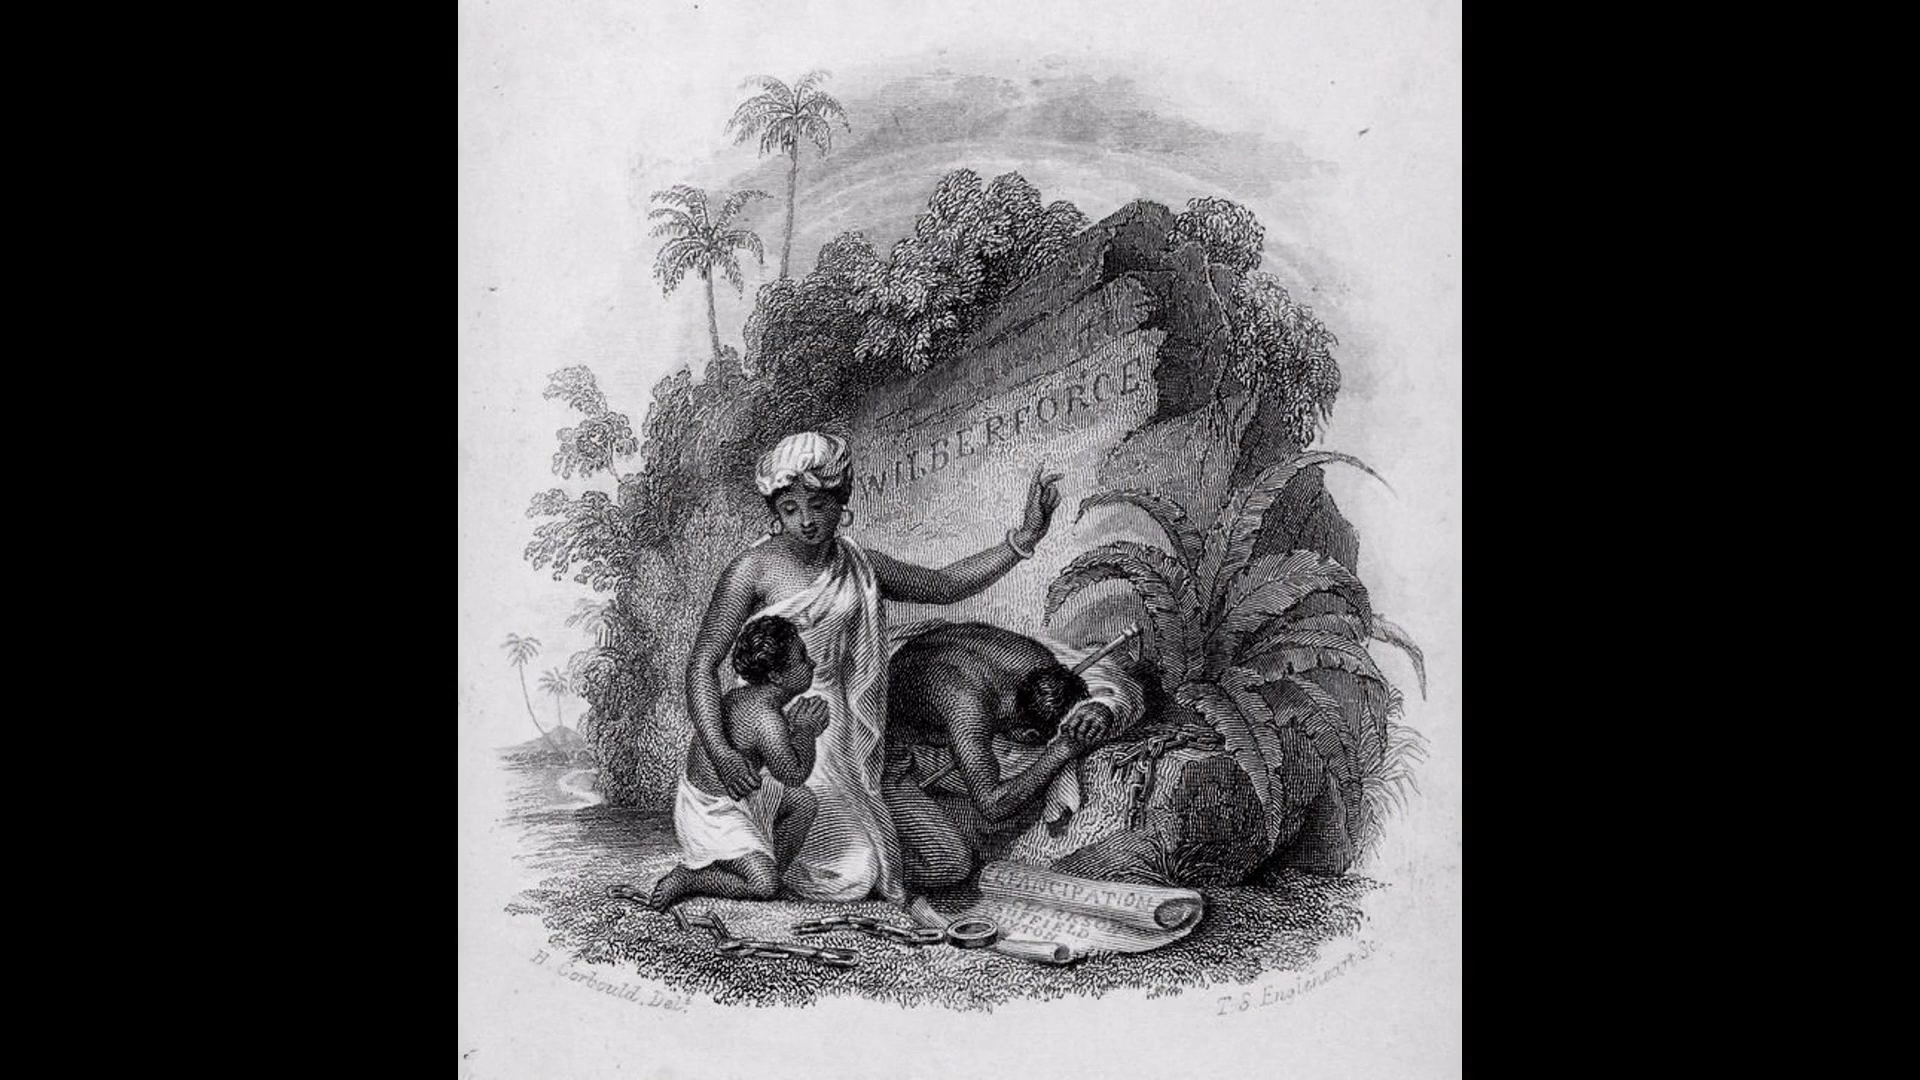 WILBERFORCE
EMANCIPATION
H. Corbould, Delt.
T. S. Engleheart Sc